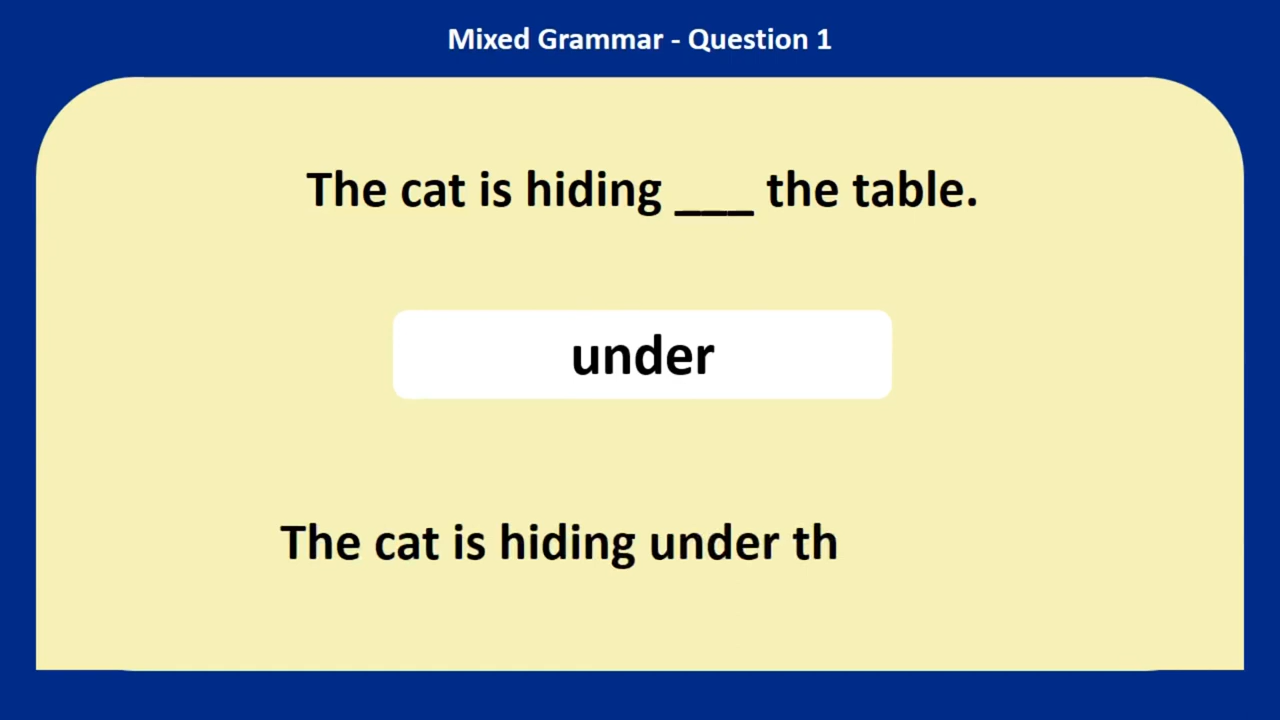 Mixed Grammar - Question 1
The cat is hiding ___ the table.
under
The cat is hiding under th